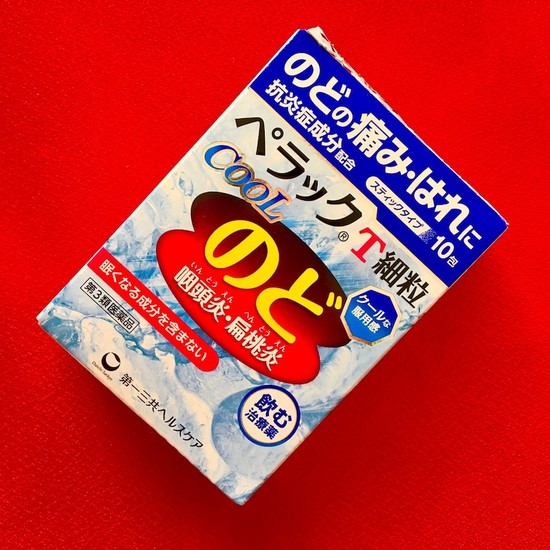 のどの痛み・はれに
抗炎症成分配合
スティックタイプ 10包
ペラック®T細粒
COOL
のど
いんとうえん へんとうえん
咽頭炎・扁桃炎
クールな
服用感
眠くなる成分を含まない
第3類医薬品
飲む
治療薬
第一三共ヘルスケア